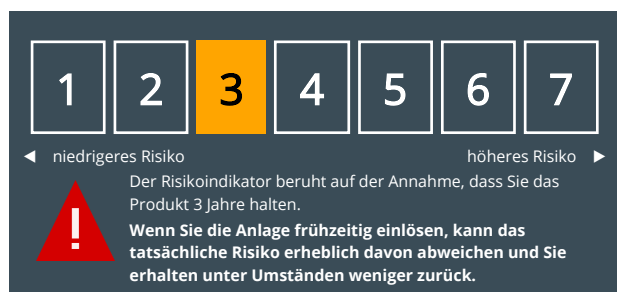 1 2 3 4 5 6 7
niedrigeres Risiko höheres Risiko
Der Risikoindikator beruht auf der Annahme, dass Sie das
Produkt 3 Jahre halten.
Wenn Sie die Anlage frühzeitig einlösen, kann das
tatsächliche Risiko erheblich davon abweichen und Sie
erhalten unter Umständen weniger zurück.